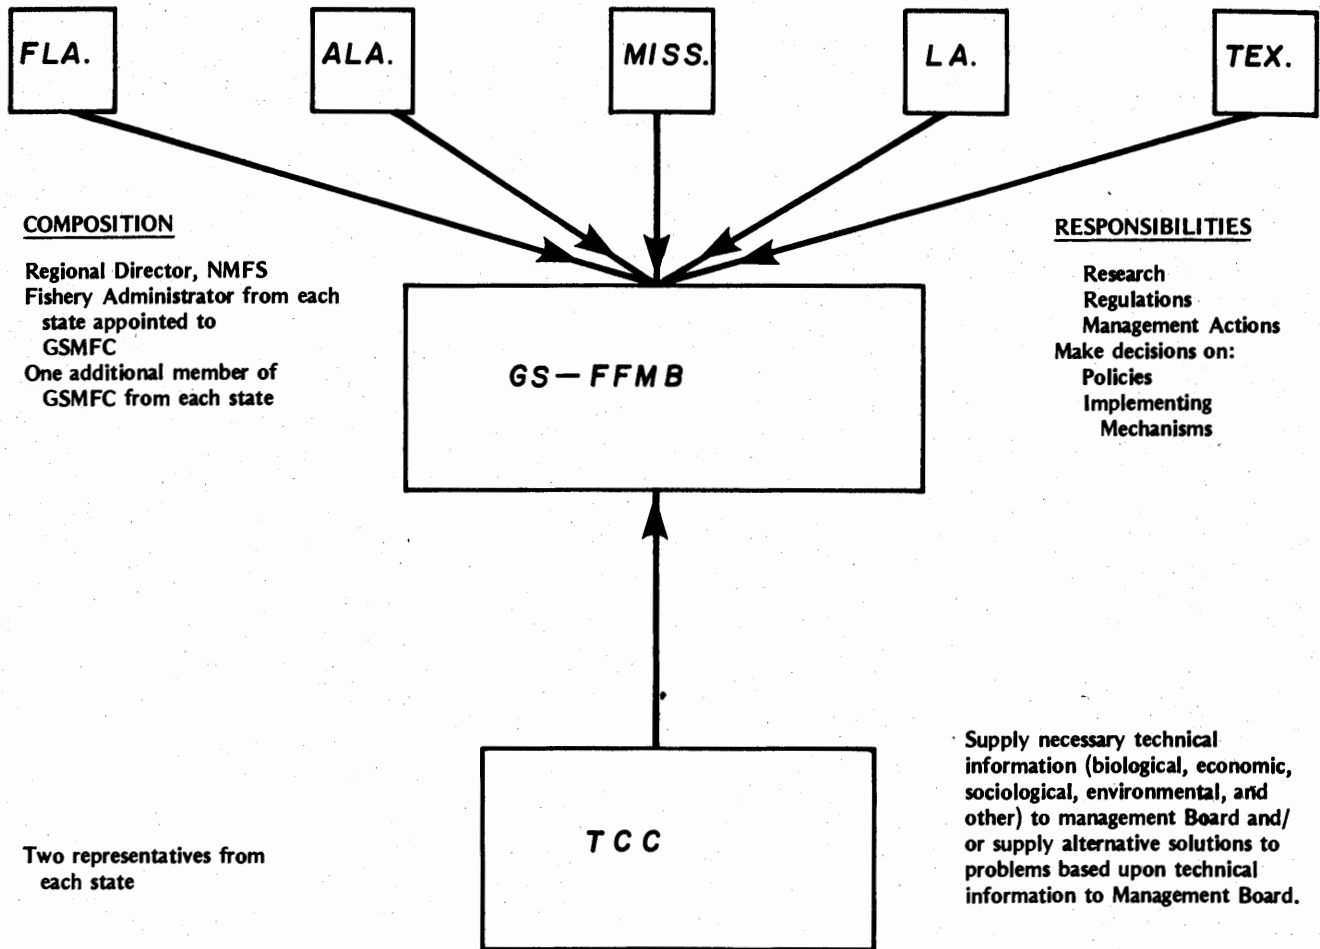 FLA.
ALA.
MISS.
LA.
TEX.
COMPOSITION
Regional Director, NMFS
Fishery Administrator from each
state appointed to
GSMFC
One additional member of
GSMFC from each state
GS-FFMB
RESPONSIBILITIES
Research
Regulations
Management Actions
Make decisions on:
Policies
Implementing
Mechanisms
Two representatives from
each state
TCC
Supply necessary technical
information (biological, economic,
sociological, environmental, and
other) to management Board and/
or supply alternative solutions to
problems based upon technical
information to Management Board.